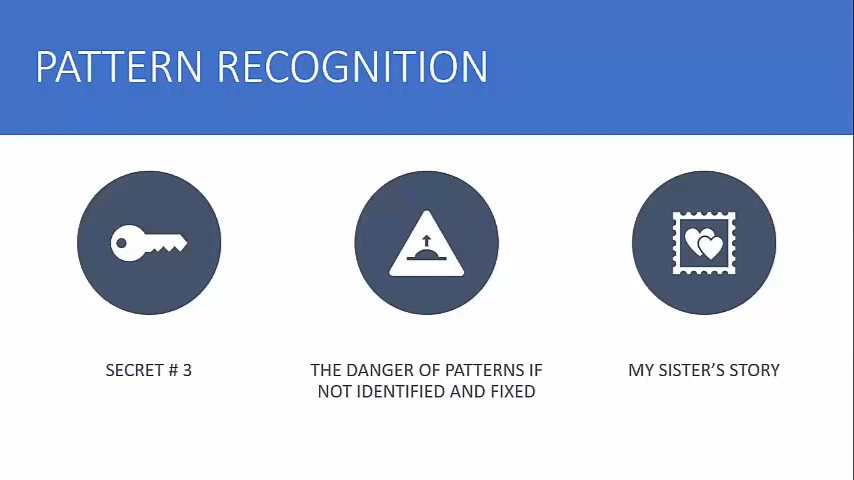 PATTERN RECOGNITION
SECRET # 3
THE DANGER OF PATTERNS IF
NOT IDENTIFIED AND FIXED
MY SISTER’S STORY